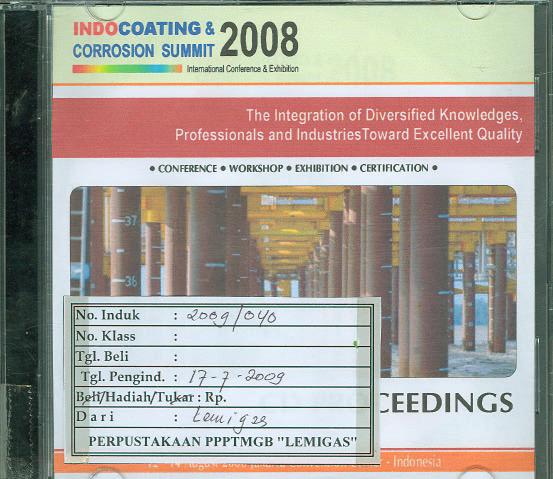 INDOCOATING &
CORROSION SUMMIT 2008
International Conference & Exhibition
The Integration of Diversified Knowledges,
Professionals and IndustriesToward Excellent Quality
• CONFERENCE • WORKSHOP • EXHIBITION • CERTIFICATION •
37
36
No. Induk : 2009/040
No. Klass :
Tgl. Beli :
Tgl. Pengind. : 17-7-2009
Beli/Hadiah/Tukar : Rp.
Dari : Lemigas
PERPUSTAKAAN PPPTMGB "LEMIGAS"
CEEDINGS
- Indonesia